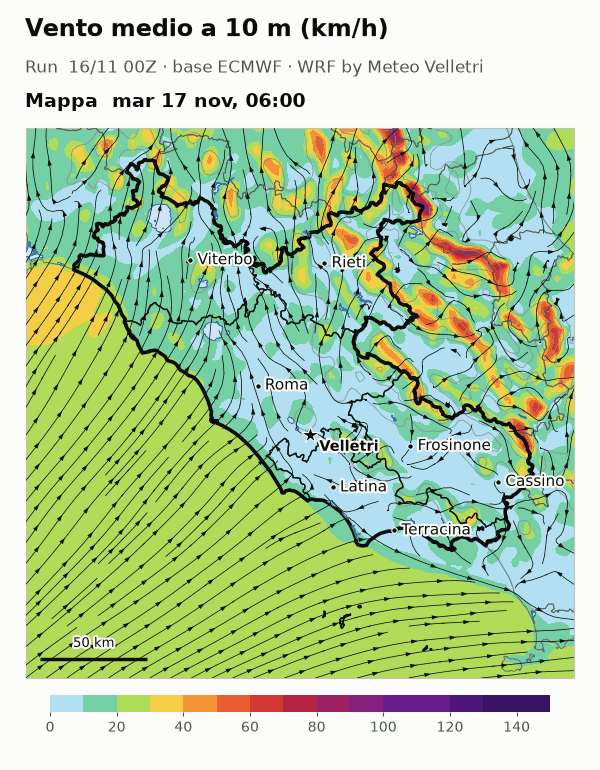 Vento medio a 10 m (km/h)
Run 16/11 00Z · base ECMWF · WRF by Meteo Velletri
Mappa mar 17 nov, 06:00
Viterbo
Rieti
Roma
Velletri
Frosinone
Cassino
Latina
Terracina
50 km
0 20 40 60 80 100 120 140